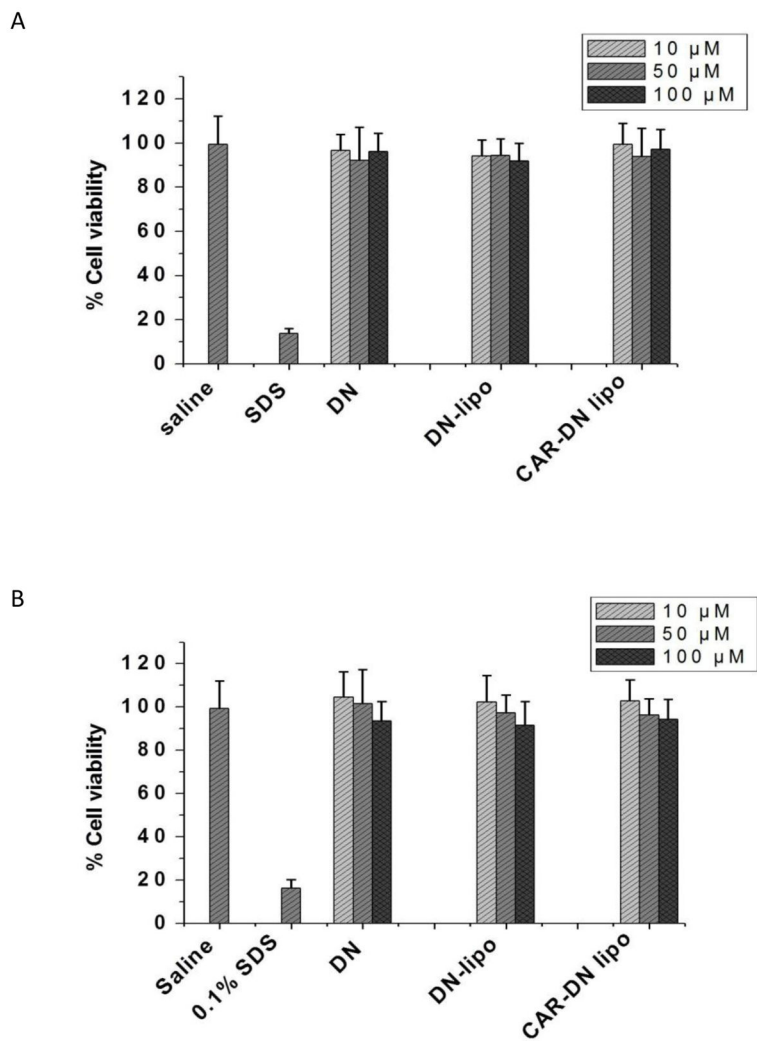 A
10 µM
50 µM
100 µM
% Cell viability
120
100
80
60
40
20
0
saline
SDS
DN
DN-lipo
CAR-DN lipo
B
10 µM
50 µM
100 µM
% Cell viability
120
100
80
60
40
20
0
Saline
0.1% SDS
DN
DN-lipo
CAR-DN lipo